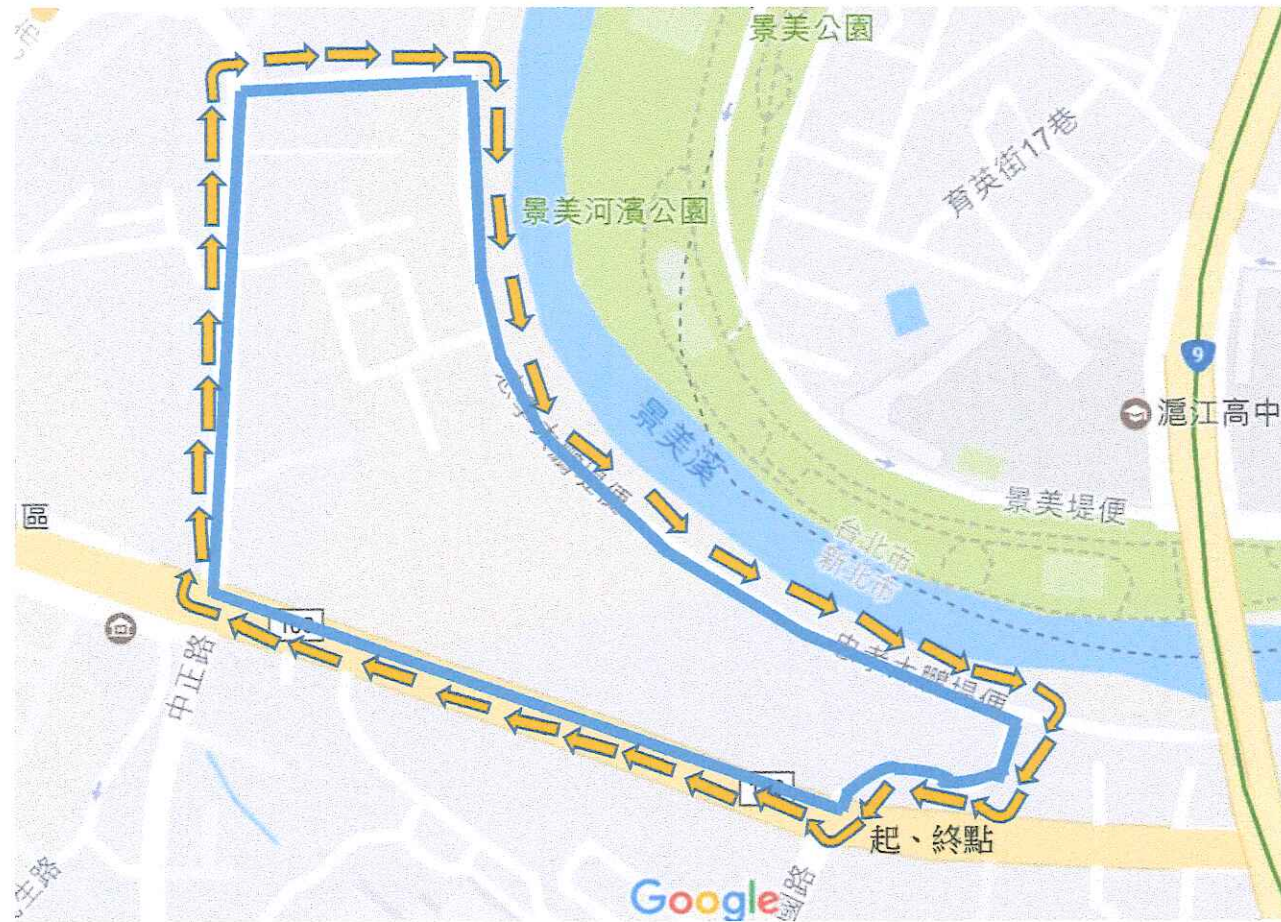 景美公園
育英街17巷
景美河濱公園
9
滬江高中
景美溪
景美堤便
區
台北市
新北市
中正路
起、終點
Google